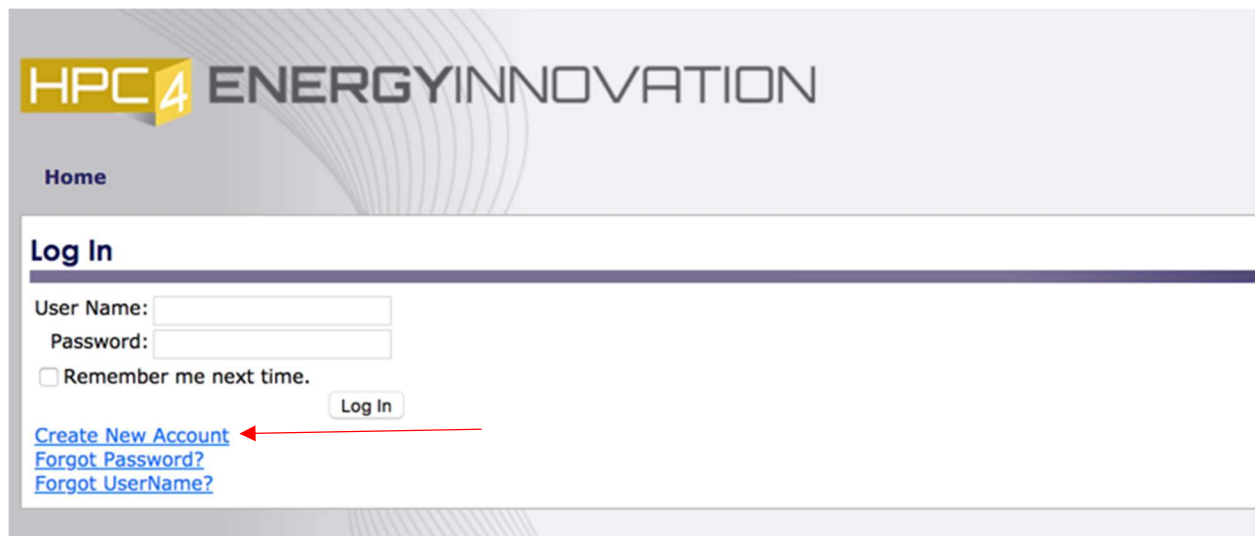 HPC4 ENERGYINNOVATION
Home
Log In
User Name:
Password:
Remember me next time.
Log In
Create New Account
Forgot Password?
Forgot UserName?